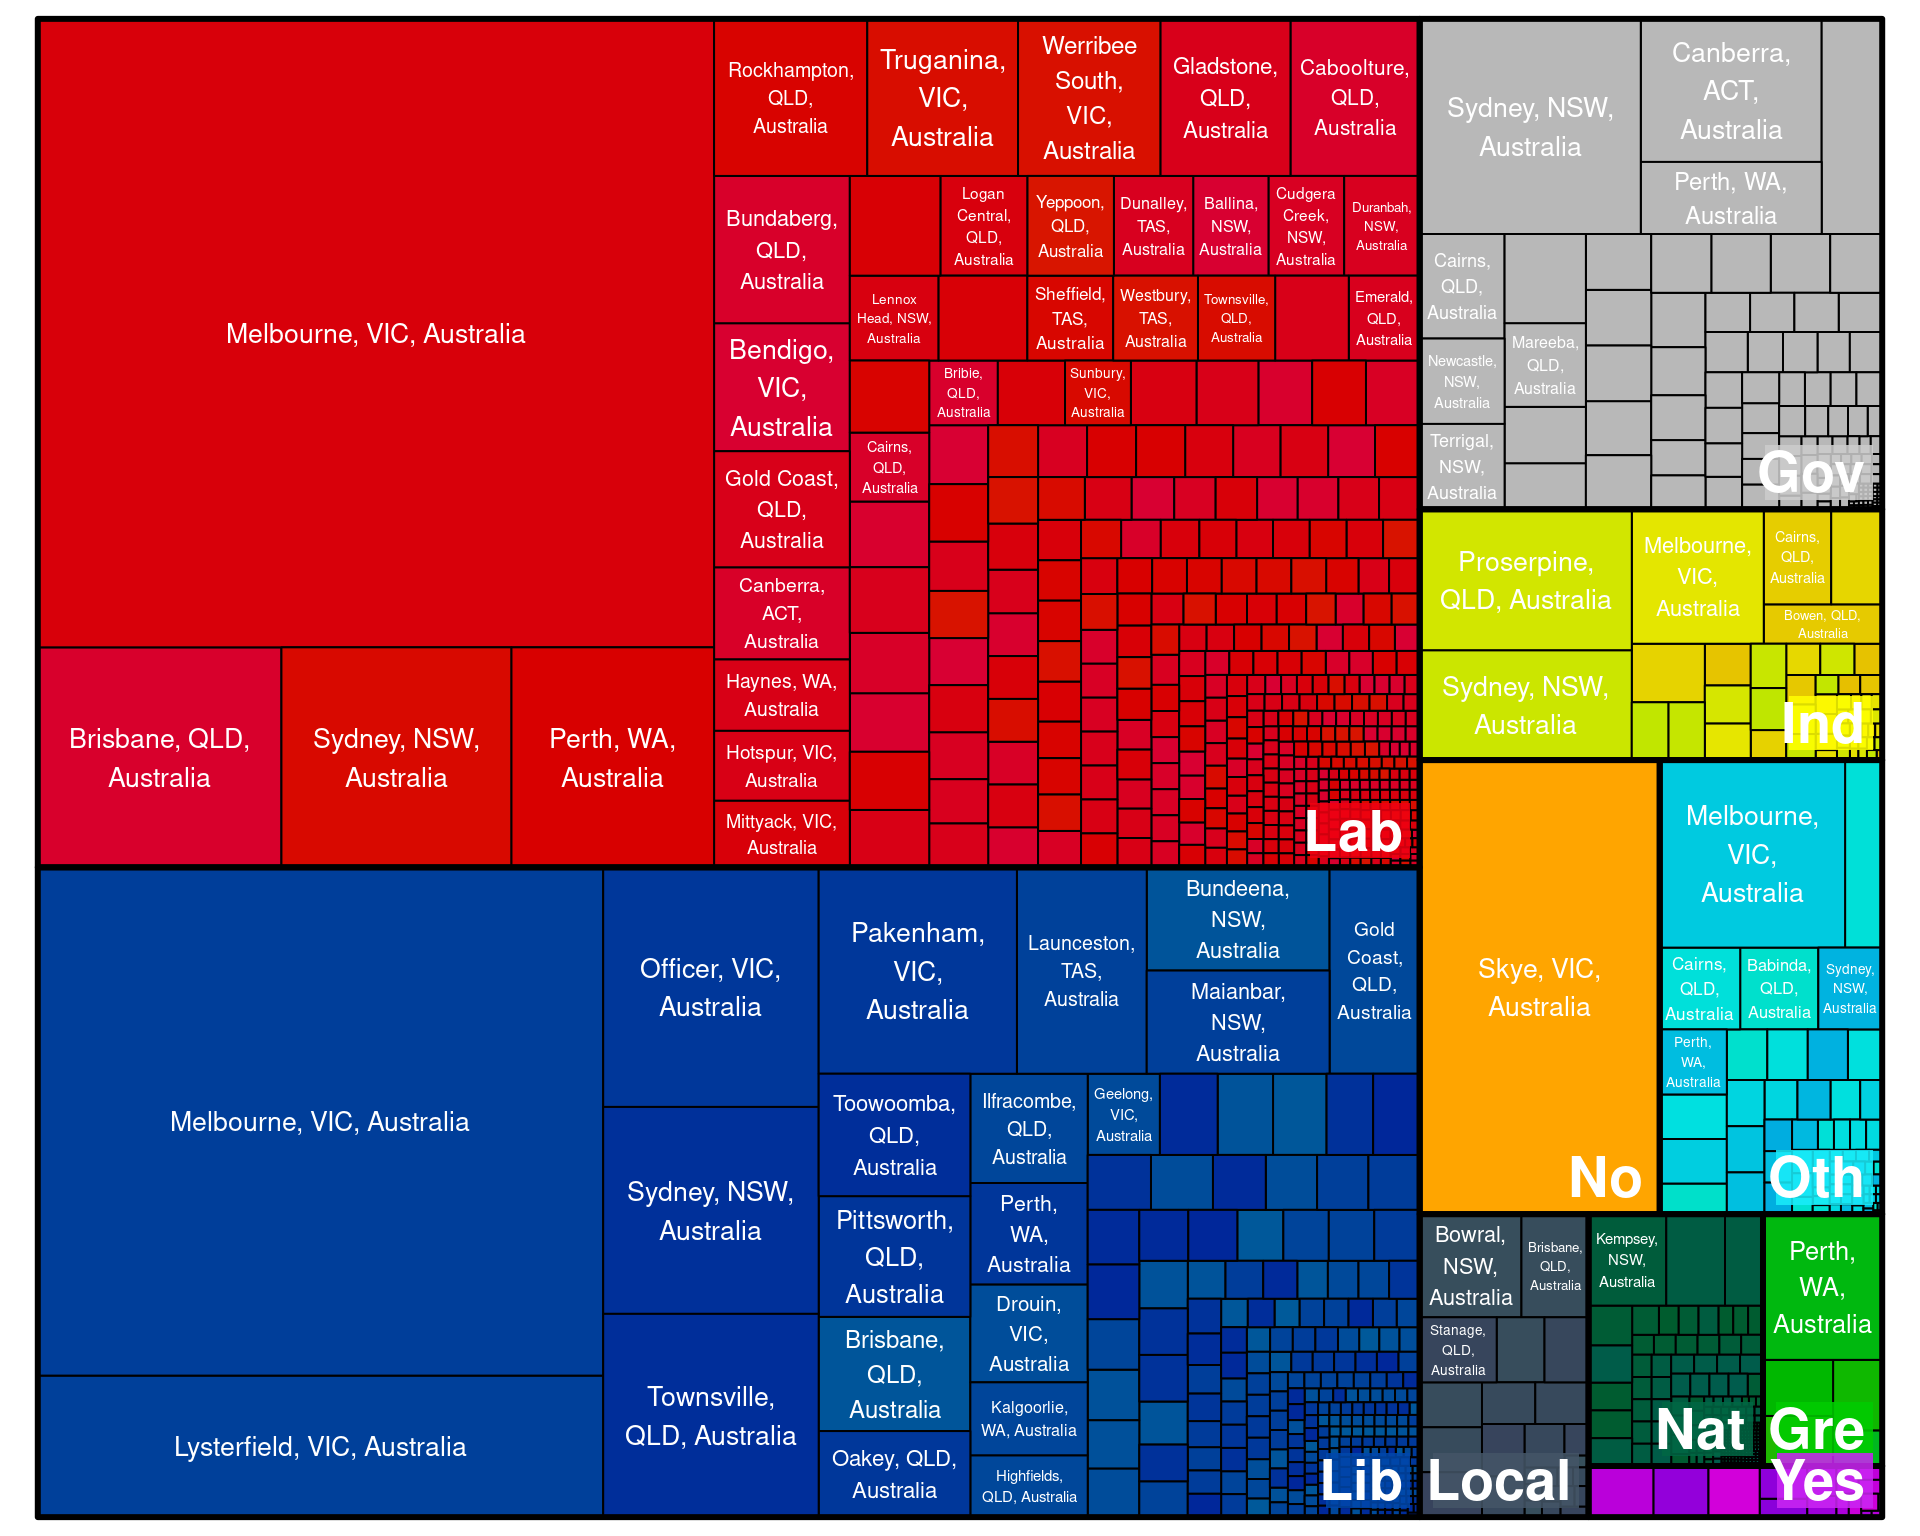 Melbourne, VIC, Australia
Brisbane, QLD,
Australia
Sydney, NSW,
Australia
Perth, WA,
Australia
Rockhampton,
QLD,
Australia
Truganina,
VIC,
Australia
Werribee
South,
VIC,
Australia
Gladstone,
QLD,
Australia
Caboolture,
QLD,
Australia
Bundaberg,
QLD,
Australia
Bendigo,
VIC,
Australia
Gold Coast,
QLD,
Australia
Canberra,
ACT,
Australia
Haynes, WA,
Australia
Hotspur, VIC,
Australia
Mittyack, VIC,
Australia
Logan
Central,
QLD,
Australia
Yeppoon,
QLD,
Australia
Dunalley,
TAS,
Australia
Ballina,
NSW,
Australia
Cudgera
Creek,
NSW,
Australia
Duranbah,
NSW,
Australia
Lennox
Head, NSW,
Australia
Sheffield,
TAS,
Australia
Westbury,
TAS,
Australia
Townsville,
QLD,
Australia
Emerald,
QLD,
Australia
Bribie,
QLD,
Australia
Sunbury,
VIC,
Australia
Cairns,
QLD,
Australia
Lab
Melbourne, VIC, Australia
Lysterfield, VIC, Australia
Officer, VIC,
Australia
Sydney, NSW,
Australia
Townsville,
QLD, Australia
Pakenham,
VIC,
Australia
Launceston,
TAS,
Australia
Bundeena,
NSW,
Australia
Maianbar,
NSW,
Australia
Gold
Coast,
QLD,
Australia
Toowoomba,
QLD,
Australia
Pittsworth,
QLD,
Australia
Brisbane,
QLD,
Australia
Oakey, QLD,
Australia
Ilfracombe,
QLD,
Australia
Perth,
WA,
Australia
Drouin,
VIC,
Australia
Kalgoorlie,
WA, Australia
Highfields,
QLD, Australia
Geelong,
VIC,
Australia
Lib
Sydney, NSW,
Australia
Canberra,
ACT,
Australia
Perth, WA,
Australia
Cairns,
QLD,
Australia
Newcastle,
NSW,
Australia
Terrigal,
NSW,
Australia
Mareeba,
QLD,
Australia
Gov
Proserpine,
QLD, Australia
Sydney, NSW,
Australia
Melbourne,
VIC,
Australia
Cairns,
QLD,
Australia
Bowen, QLD,
Australia
Ind
Skye, VIC,
Australia
No
Melbourne,
VIC,
Australia
Cairns,
QLD,
Australia
Babinda,
QLD,
Australia
Sydney,
NSW,
Australia
Perth,
WA,
Australia
Oth
Bowral,
NSW,
Australia
Brisbane,
QLD,
Australia
Stanage,
QLD,
Australia
Local
Kempsey,
NSW,
Australia
Nat
Perth,
WA,
Australia
Gre
Yes